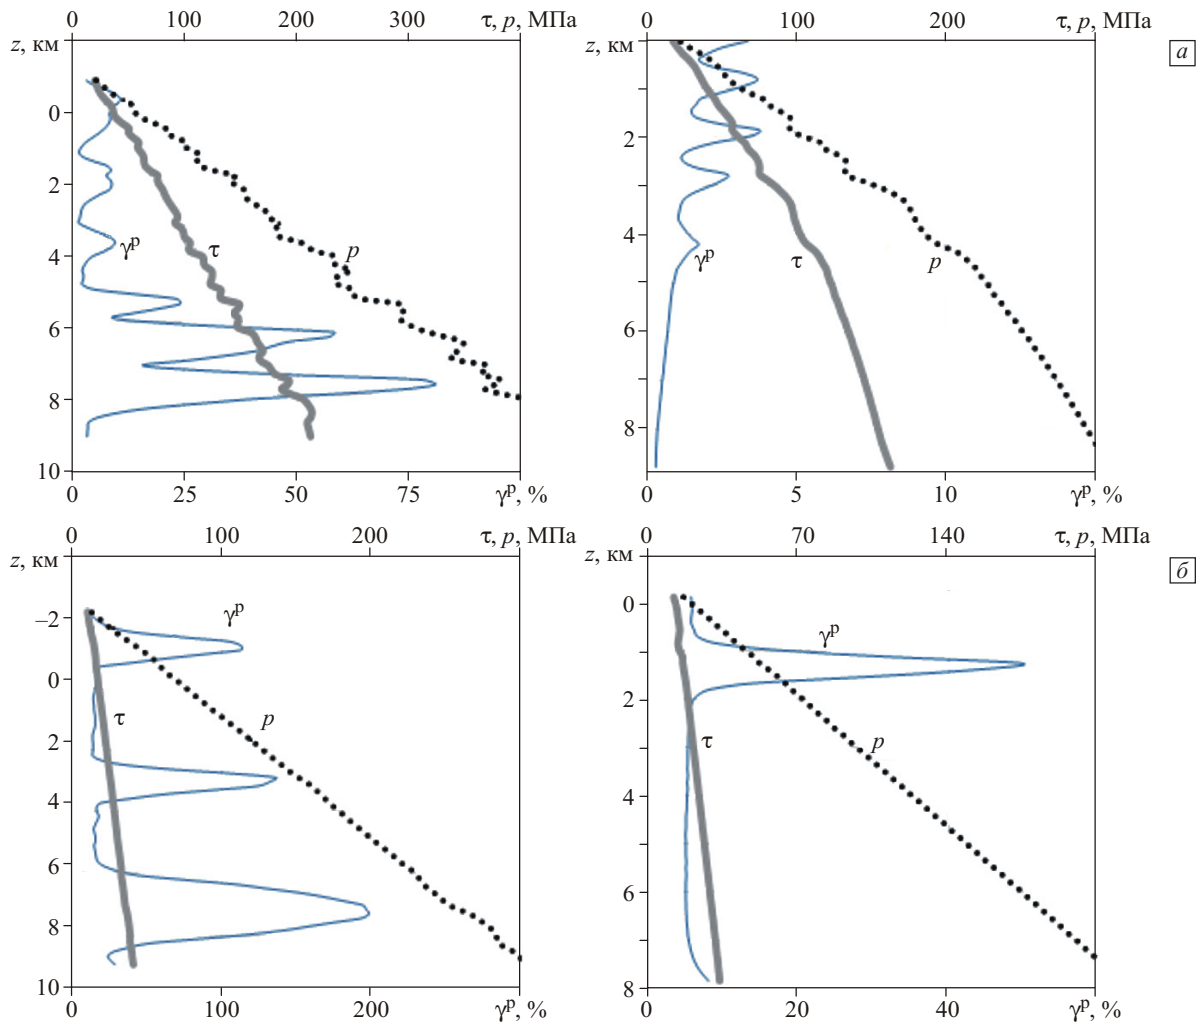 0 100 200 300 τ, p, МПа
z, км
0
2
4
6
8
10
γᵖ
τ
p
0 25 50 75 γᵖ, %
0 100 200 τ, p, МПа
z, км
а
2
4
6
8
γᵖ
τ
p
0 5 10 γᵖ, %
0 100 200 τ, p, МПа
z, км
–2
0
2
4
6
8
10
γᵖ
τ
p
0 100 200 γᵖ, %
0 70 140 τ, p, МПа
z, км
б
0
2
4
6
8
γᵖ
τ
p
0 20 40 γᵖ, %